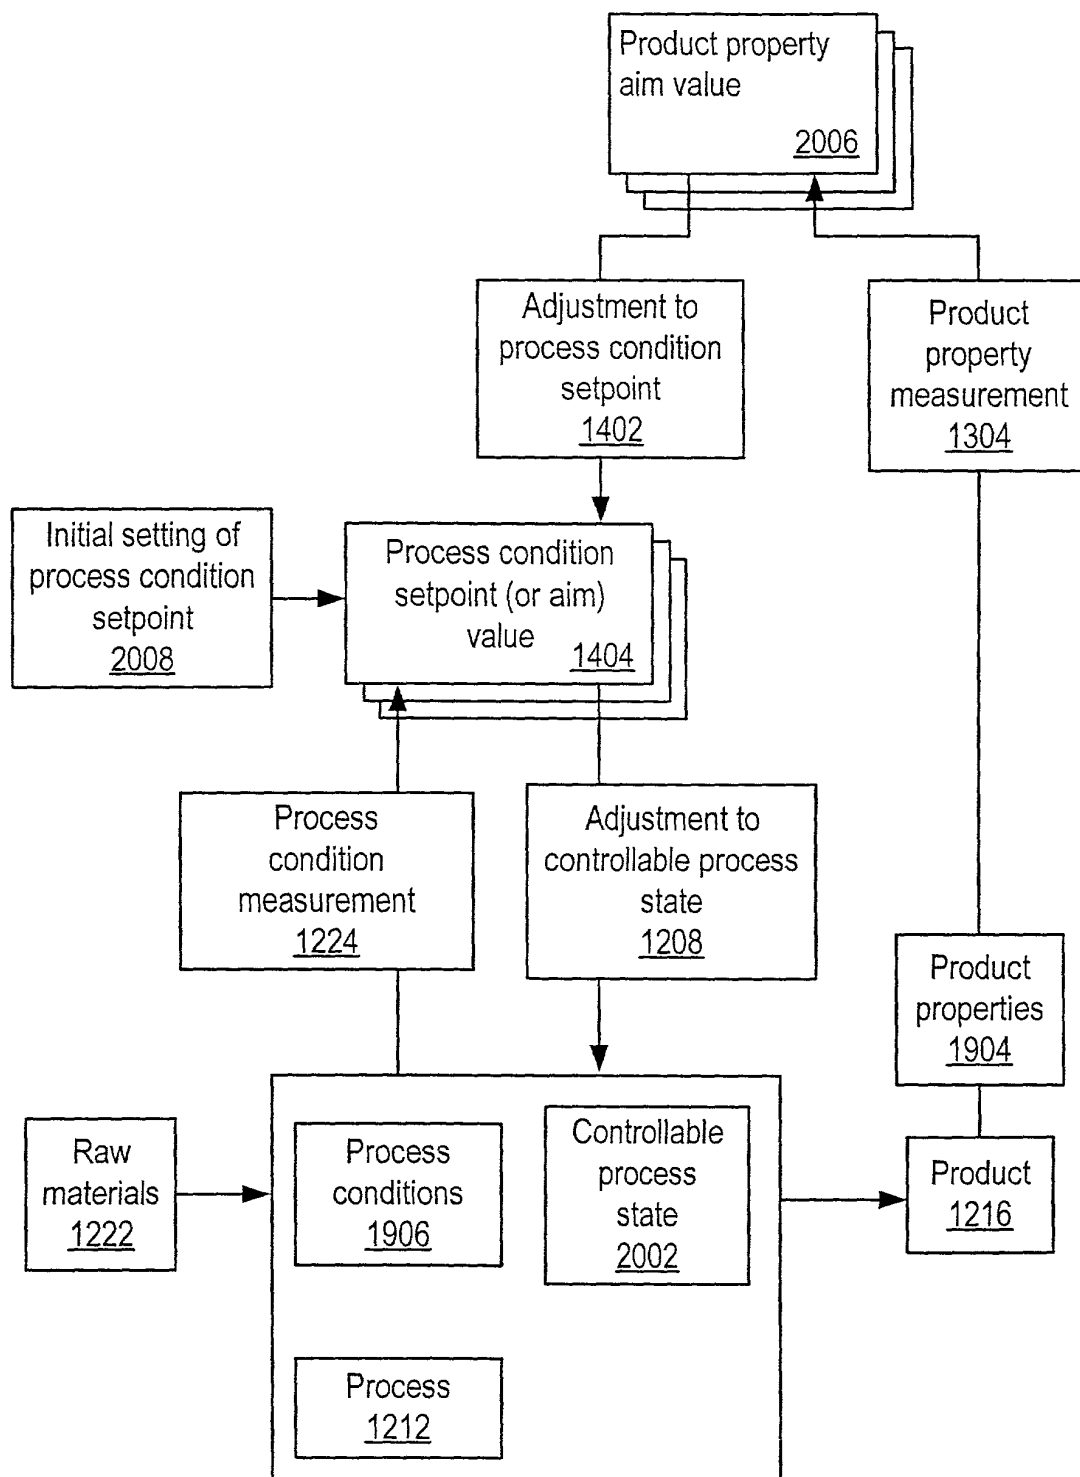 Product property
aim value
2006
Adjustment to
process condition
setpoint
1402
Product
property
measurement
1304
Initial setting of
process condition
setpoint
2008
Process condition
setpoint (or aim)
value
1404
Process
condition
measurement
1224
Adjustment to
controllable process
state
1208
Product
properties
1904
Raw
materials
1222
Process
conditions
1906
Controllable
process
state
2002
Product
1216
Process
1212